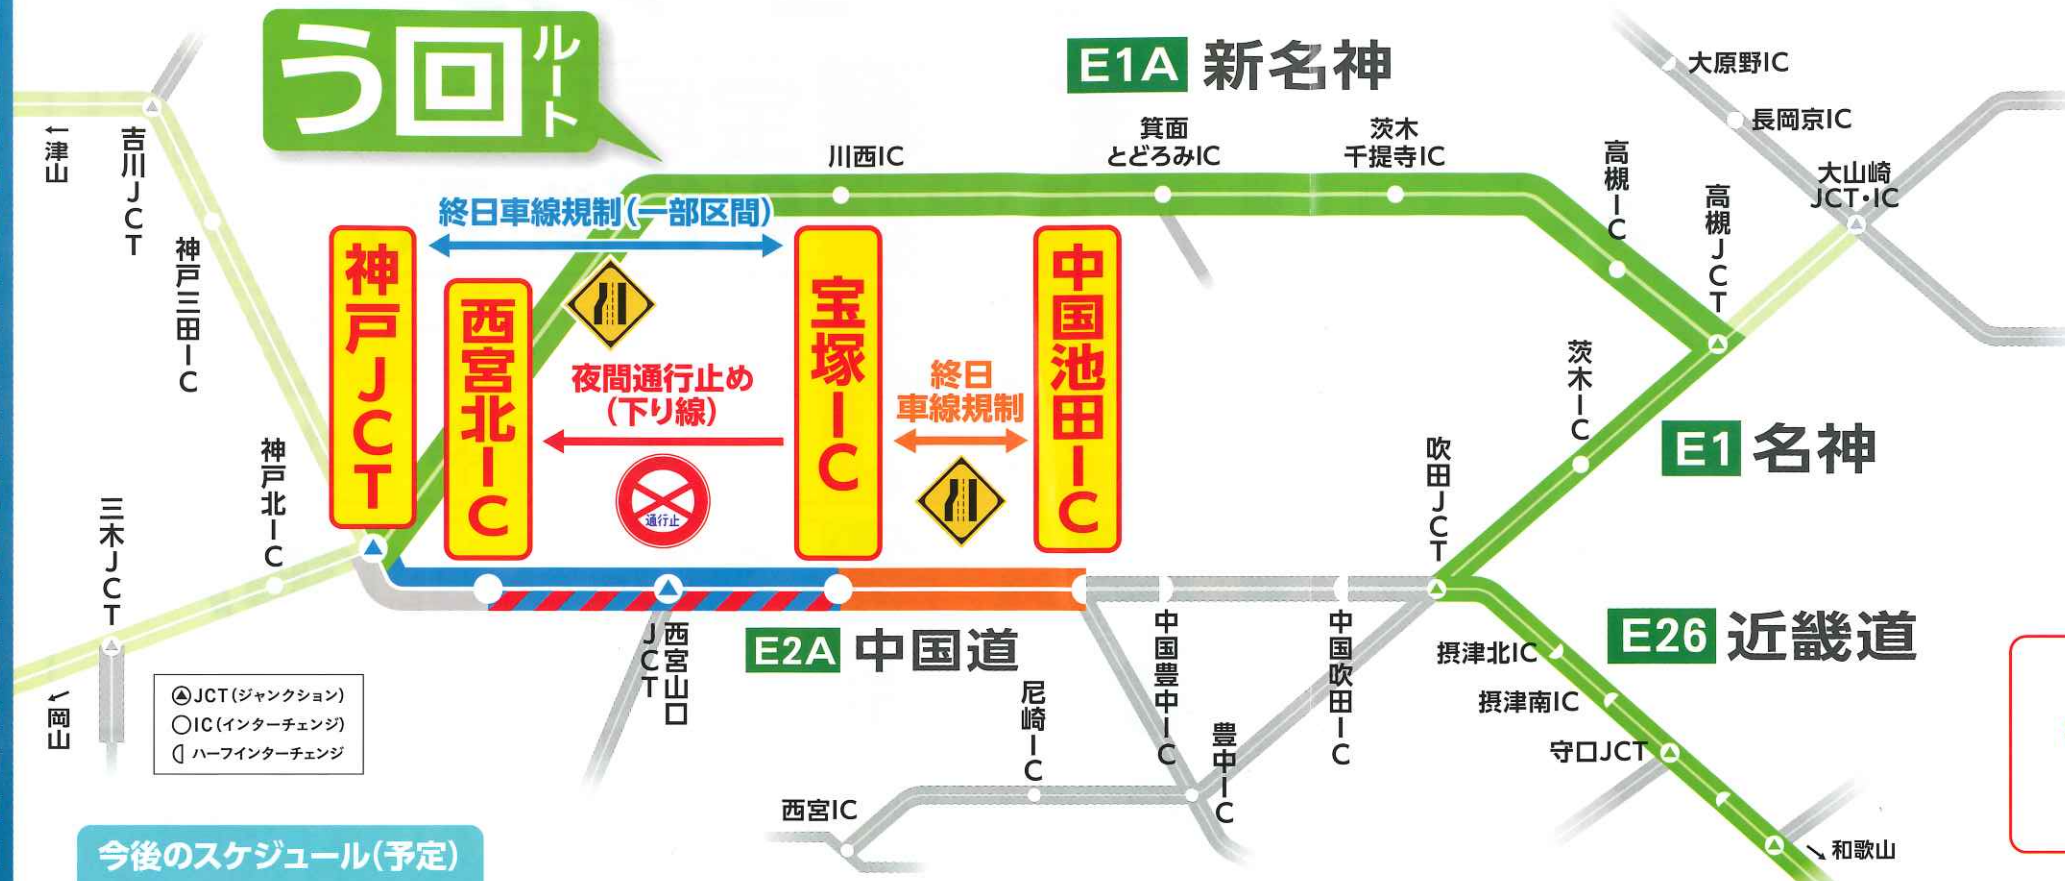 う回
ルート
E1A 新名神
大原野IC
長岡京IC
大山崎
JCT・IC
←津山
吉川JCT
神戸三田IC
川西IC
箕面
とどろみIC
茨木
千提寺IC
高槻IC
高槻JCT
終日車線規制(一部区間)
神戸JCT
西宮北IC
宝塚IC
中国池田IC
夜間通行止め
(下り線)
通行止
終日
車線規制
茨木IC
E1 名神
吹田JCT
神戸北IC
三木JCT
←岡山
JCT(ジャンクション)
IC(インターチェンジ)
ハーフインターチェンジ
西宮山口
JCT
E2A 中国道
尼崎IC
中国豊中IC
豊中IC
中国吹田IC
西宮IC
E26 近畿道
摂津北IC
摂津南IC
守口JCT
→和歌山
今後のスケジュール(予定)